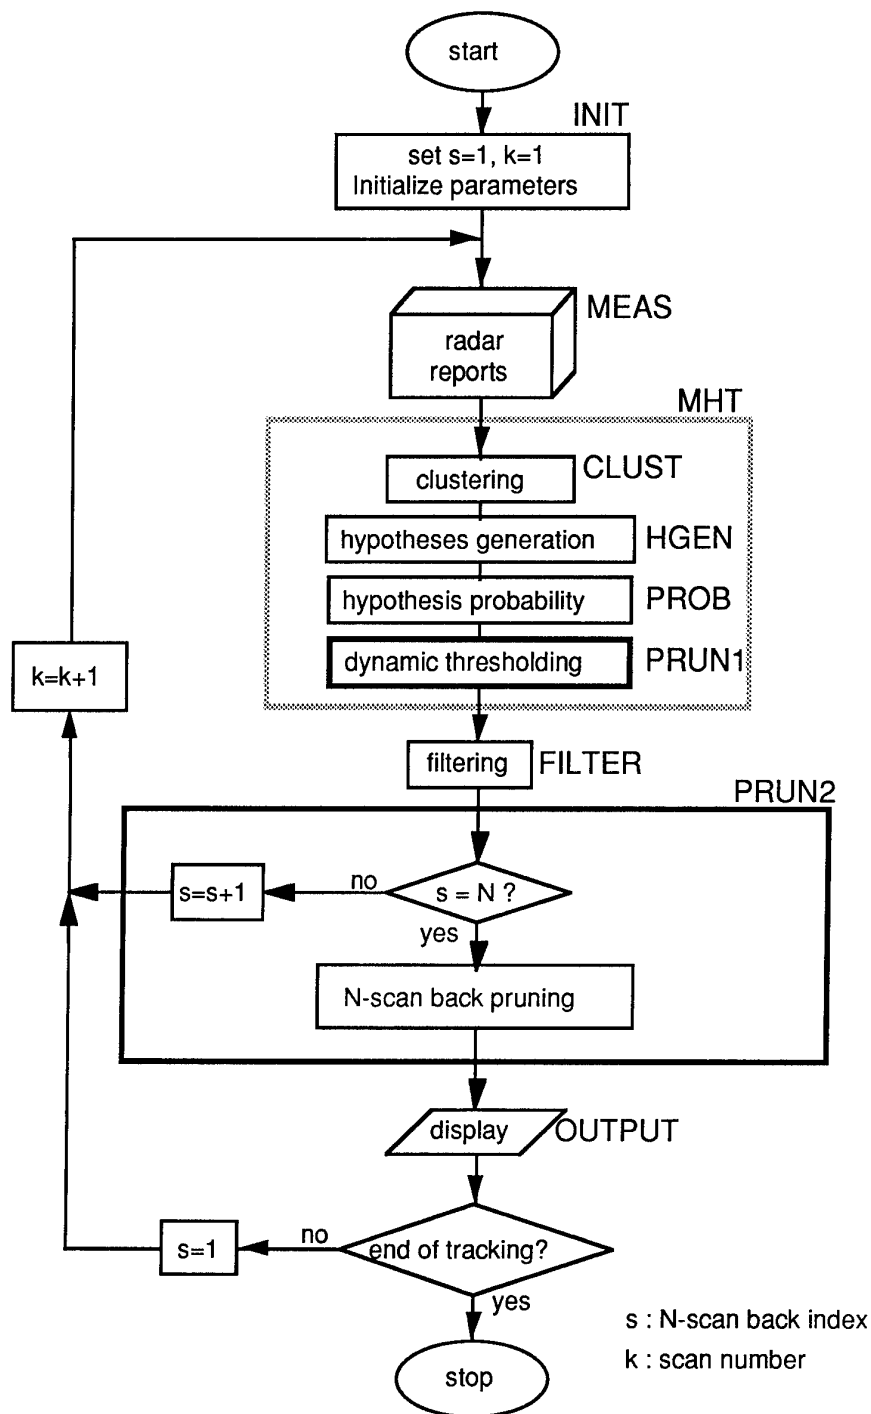 start
INIT
set s=1, k=1
Initialize parameters
MEAS
radar
reports
MHT
clustering
CLUST
hypotheses generation
HGEN
hypothesis probability
PROB
dynamic thresholding
PRUN1
k=k+1
filtering
FILTER
PRUN2
s=s+1
no
s = N ?
yes
N-scan back pruning
display
OUTPUT
s=1
no
end of tracking?
yes
s : N-scan back index
k : scan number
stop